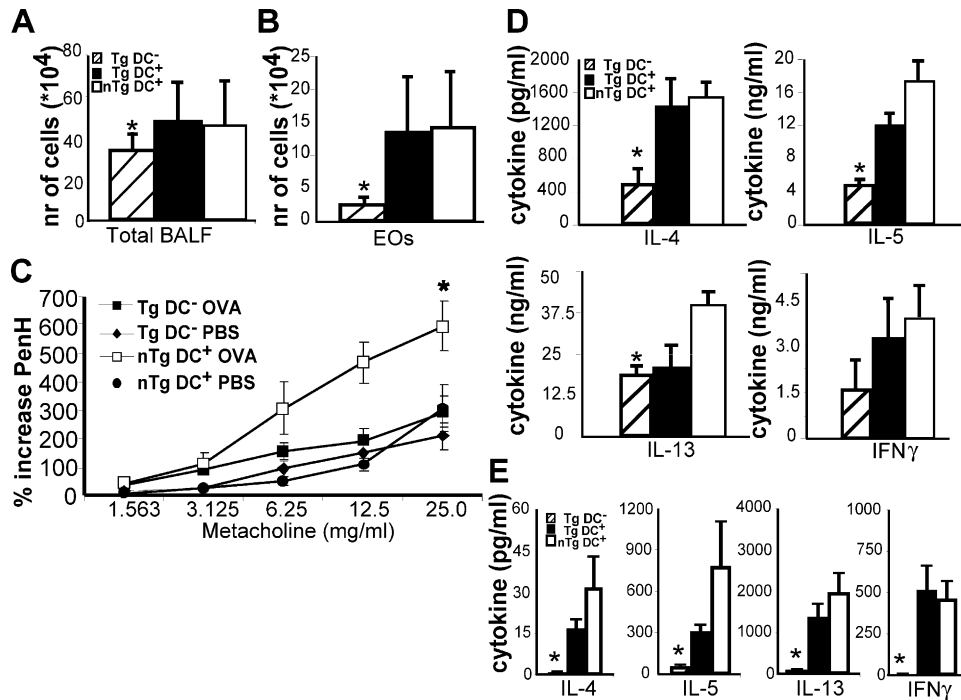 A
nr of cells (*10⁴)
80
60
40
20
0
Tg DC⁻
Tg DC⁺
nTg DC⁺
*
Total BALF
B
nr of cells (*10⁴)
25
20
15
10
5
0
*
EOs
C
% increase PenH
700
600
500
400
300
200
100
0
Tg DC⁻ OVA
Tg DC⁻ PBS
nTg DC⁺ OVA
nTg DC⁺ PBS
*
1.563 3.125 6.25 12.5 25.0
Metacholine (mg/ml)
D
cytokine (pg/ml)
2000
1600
1200
800
400
0
Tg DC⁻
Tg DC⁺
nTg DC⁺
*
IL-4
cytokine (ng/ml)
20
16
12
8
4
0
*
IL-5
cytokine (ng/ml)
50
37.5
25
12.5
0
*
IL-13
cytokine (ng/ml)
4.5
3.0
1.5
0
IFNγ
E
cytokine (pg/ml)
60
45
30
15
0
Tg DC⁻
Tg DC⁺
nTg DC⁺
*
IL-4
1200
900
600
300
0
*
IL-5
4000
3000
2000
1000
0
*
IL-13
1000
750
500
250
0
*
IFNγ